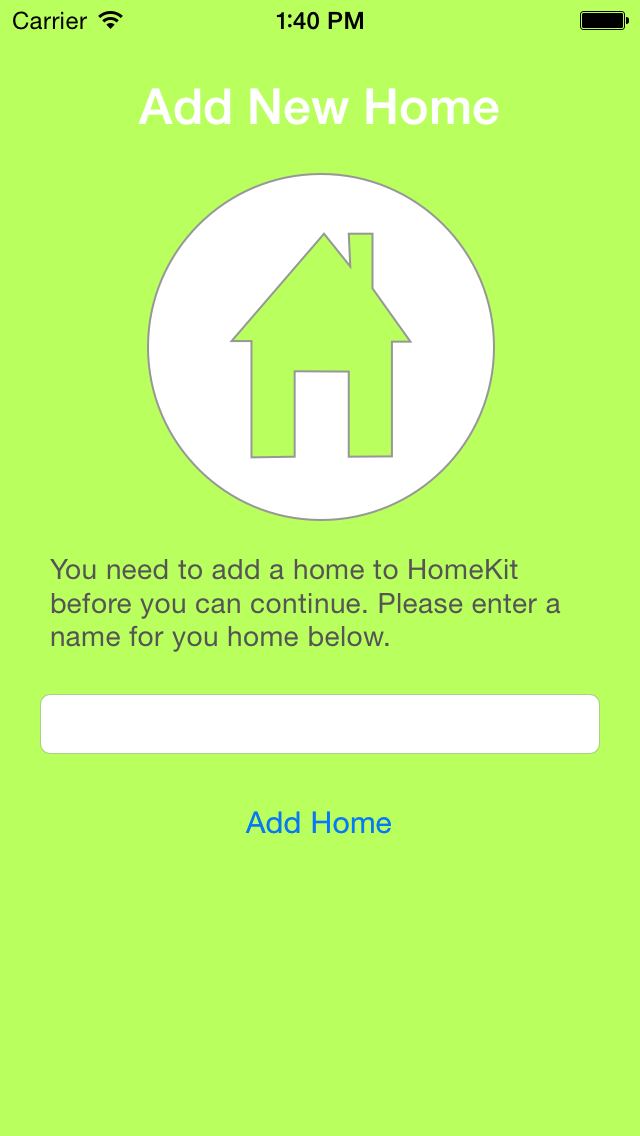 Carrier 1:40 PM
Add New Home
You need to add a home to HomeKit
before you can continue. Please enter a
name for you home below.
Add Home